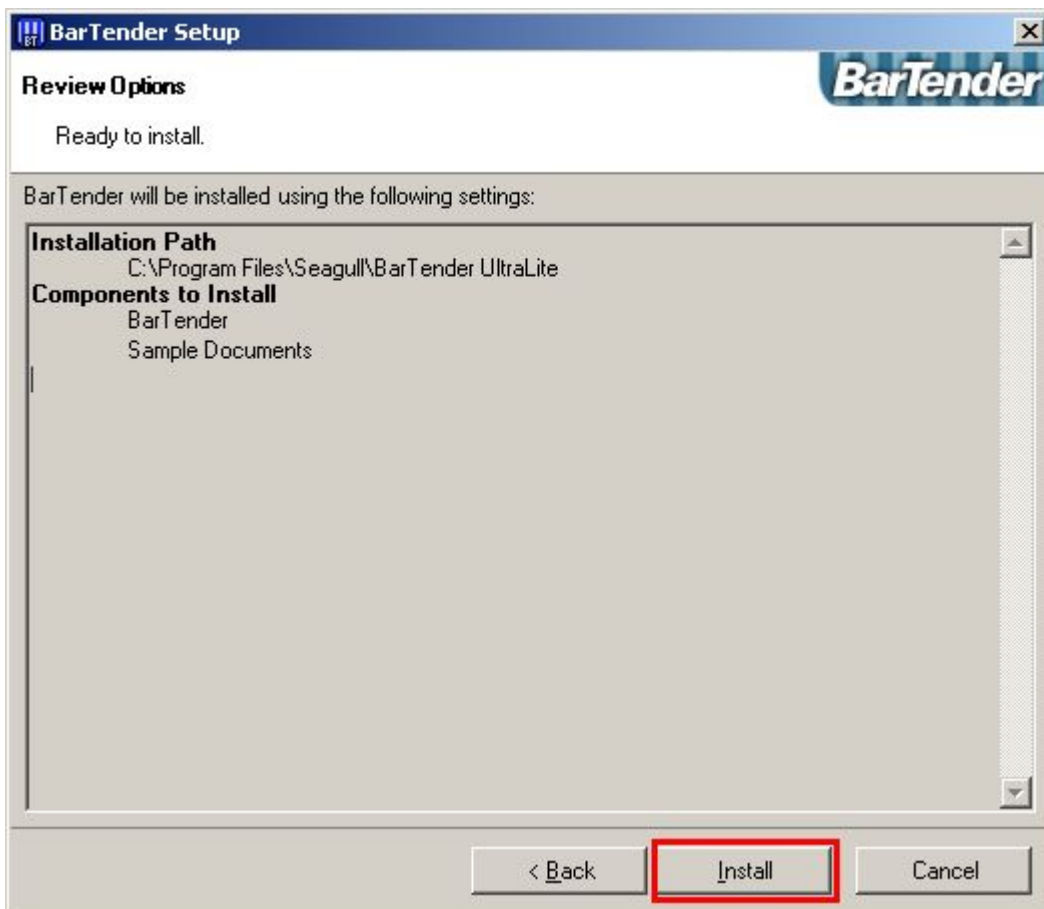 BarTender Setup
Review Options
BarTender
Ready to install.
BarTender will be installed using the following settings:
Installation Path
C:\Program Files\Seagull\BarTender UltraLite
Components to Install
BarTender
Sample Documents
< Back
Install
Cancel